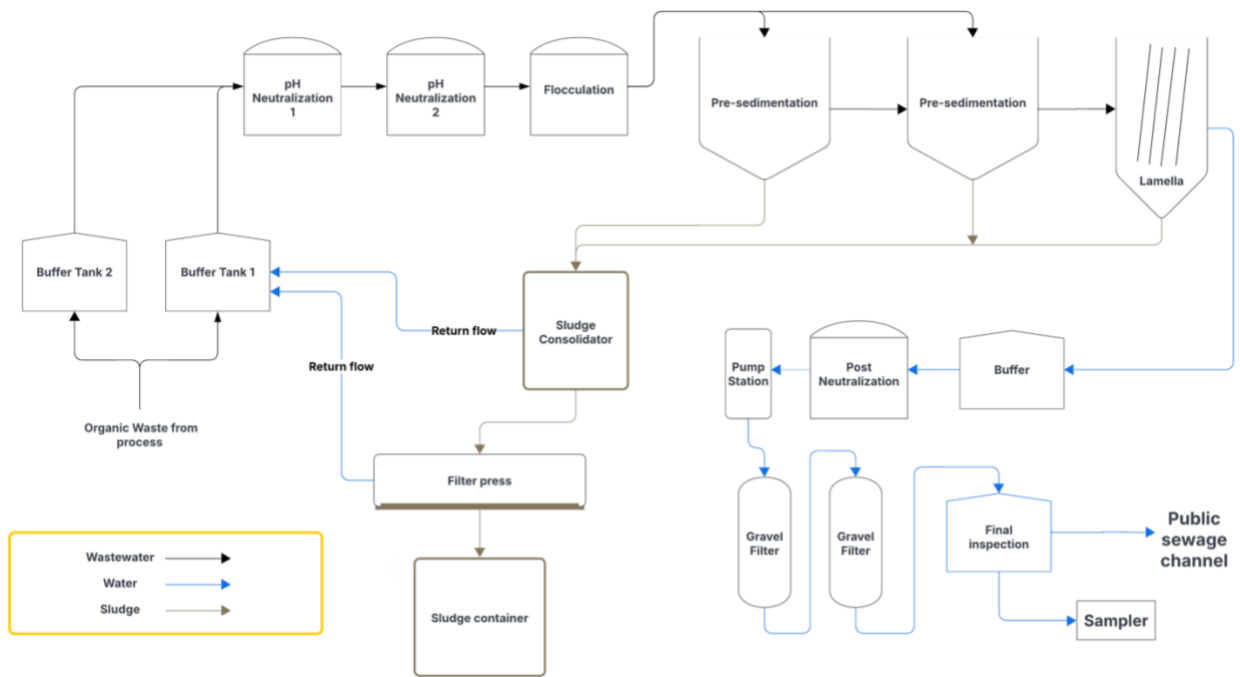 pH
Neutralization
1
pH
Neutralization
2
Flocculation
Pre-sedimentation
Pre-sedimentation
Lamella
Buffer Tank 2
Buffer Tank 1
Return flow
Sludge
Consolidator
Return flow
Pump
Station
Post
Neutralization
Buffer
Organic Waste from
process
Filter press
Gravel
Filter
Gravel
Filter
Final
inspection
Public
sewage
channel
Wastewater
Water
Sludge
Sludge container
Sampler